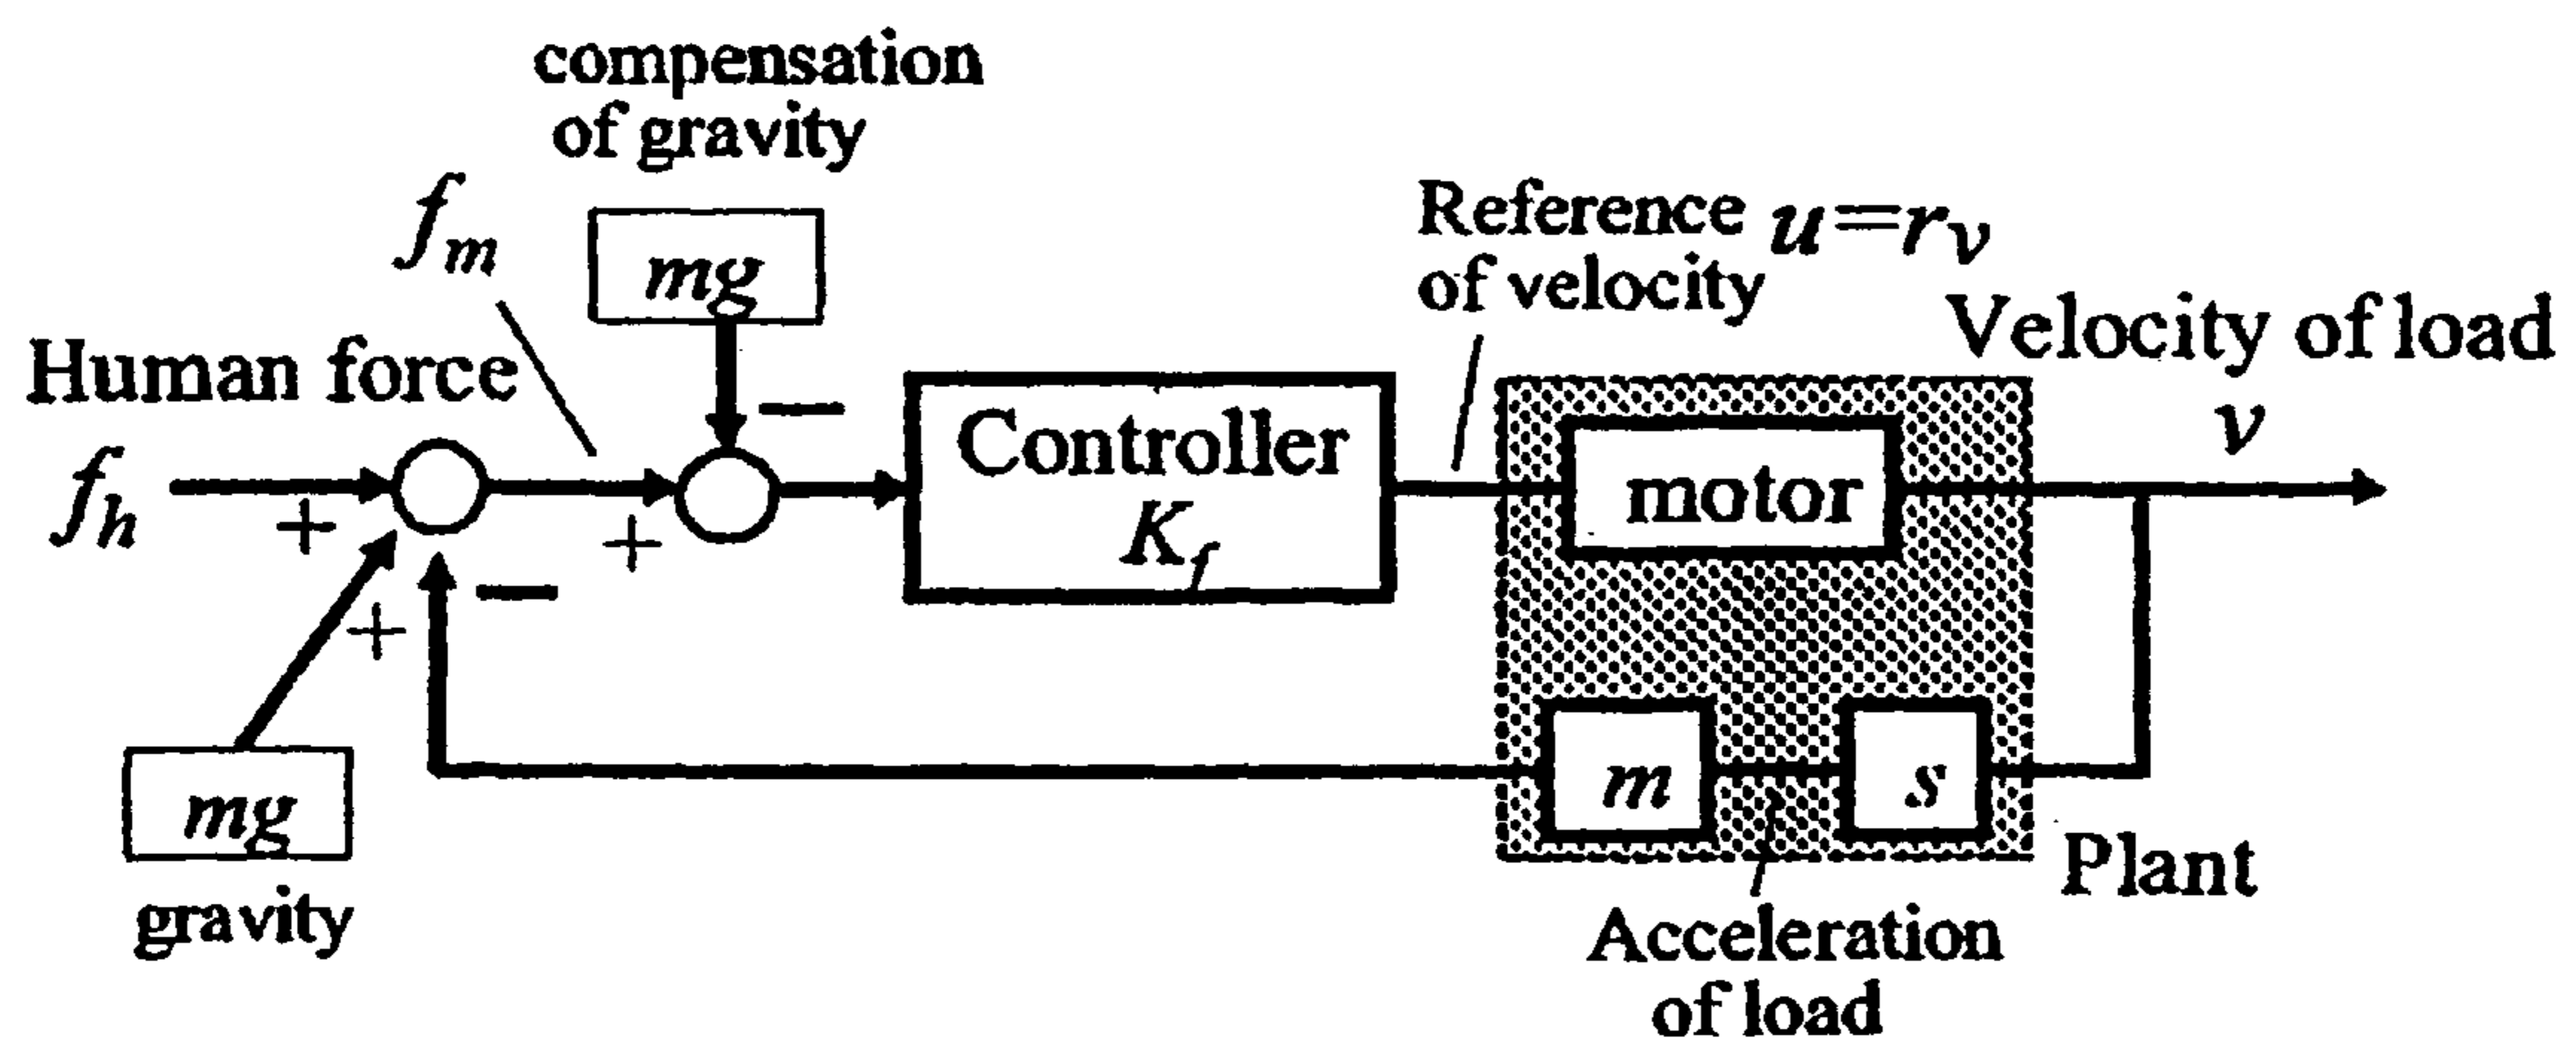 compensation
of gravity
f_m
mg
Reference u=r_v
of velocity
Velocity of load
v
Human force
f_h
+
+
−
Controller
K_f
motor
+
−
mg
gravity
m
s
Plant
Acceleration
of load